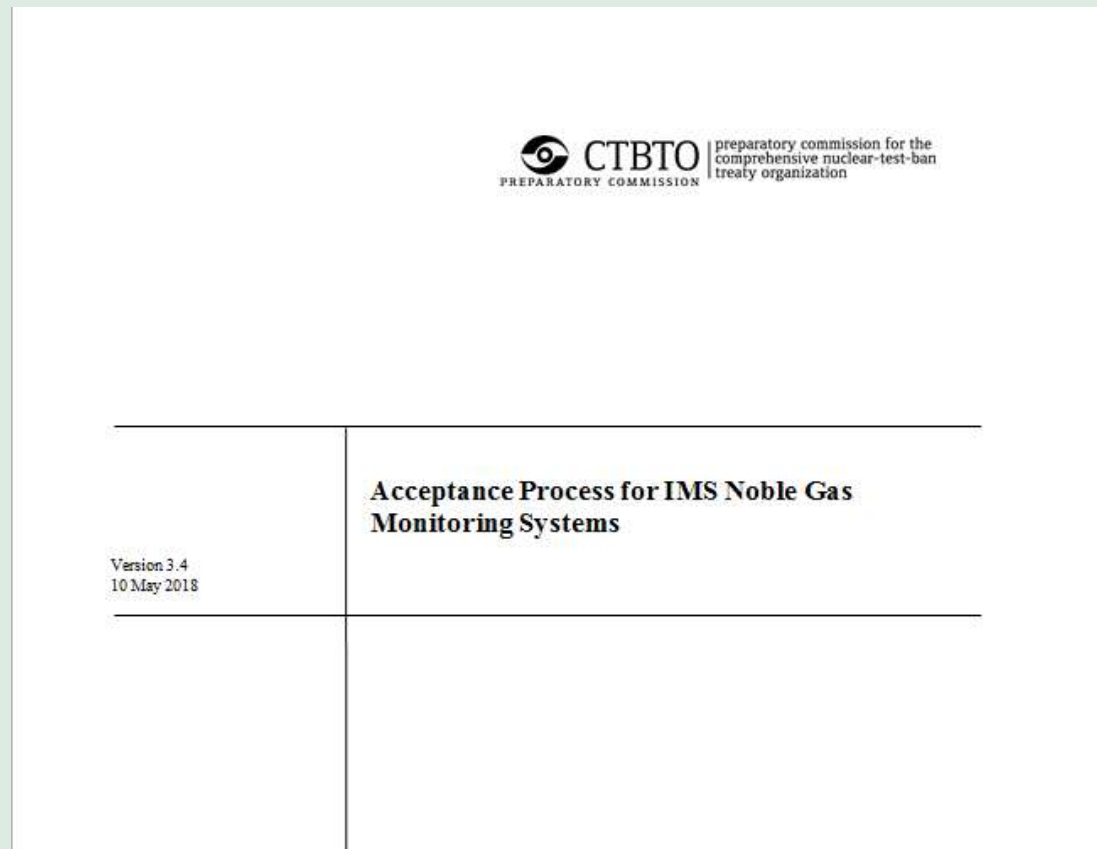 CTBTO
PREPARATORY COMMISSION
preparatory commission for the
comprehensive nuclear-test-ban
treaty organization
Acceptance Process for IMS Noble Gas
Monitoring Systems
Version 3.4
10 May 2018